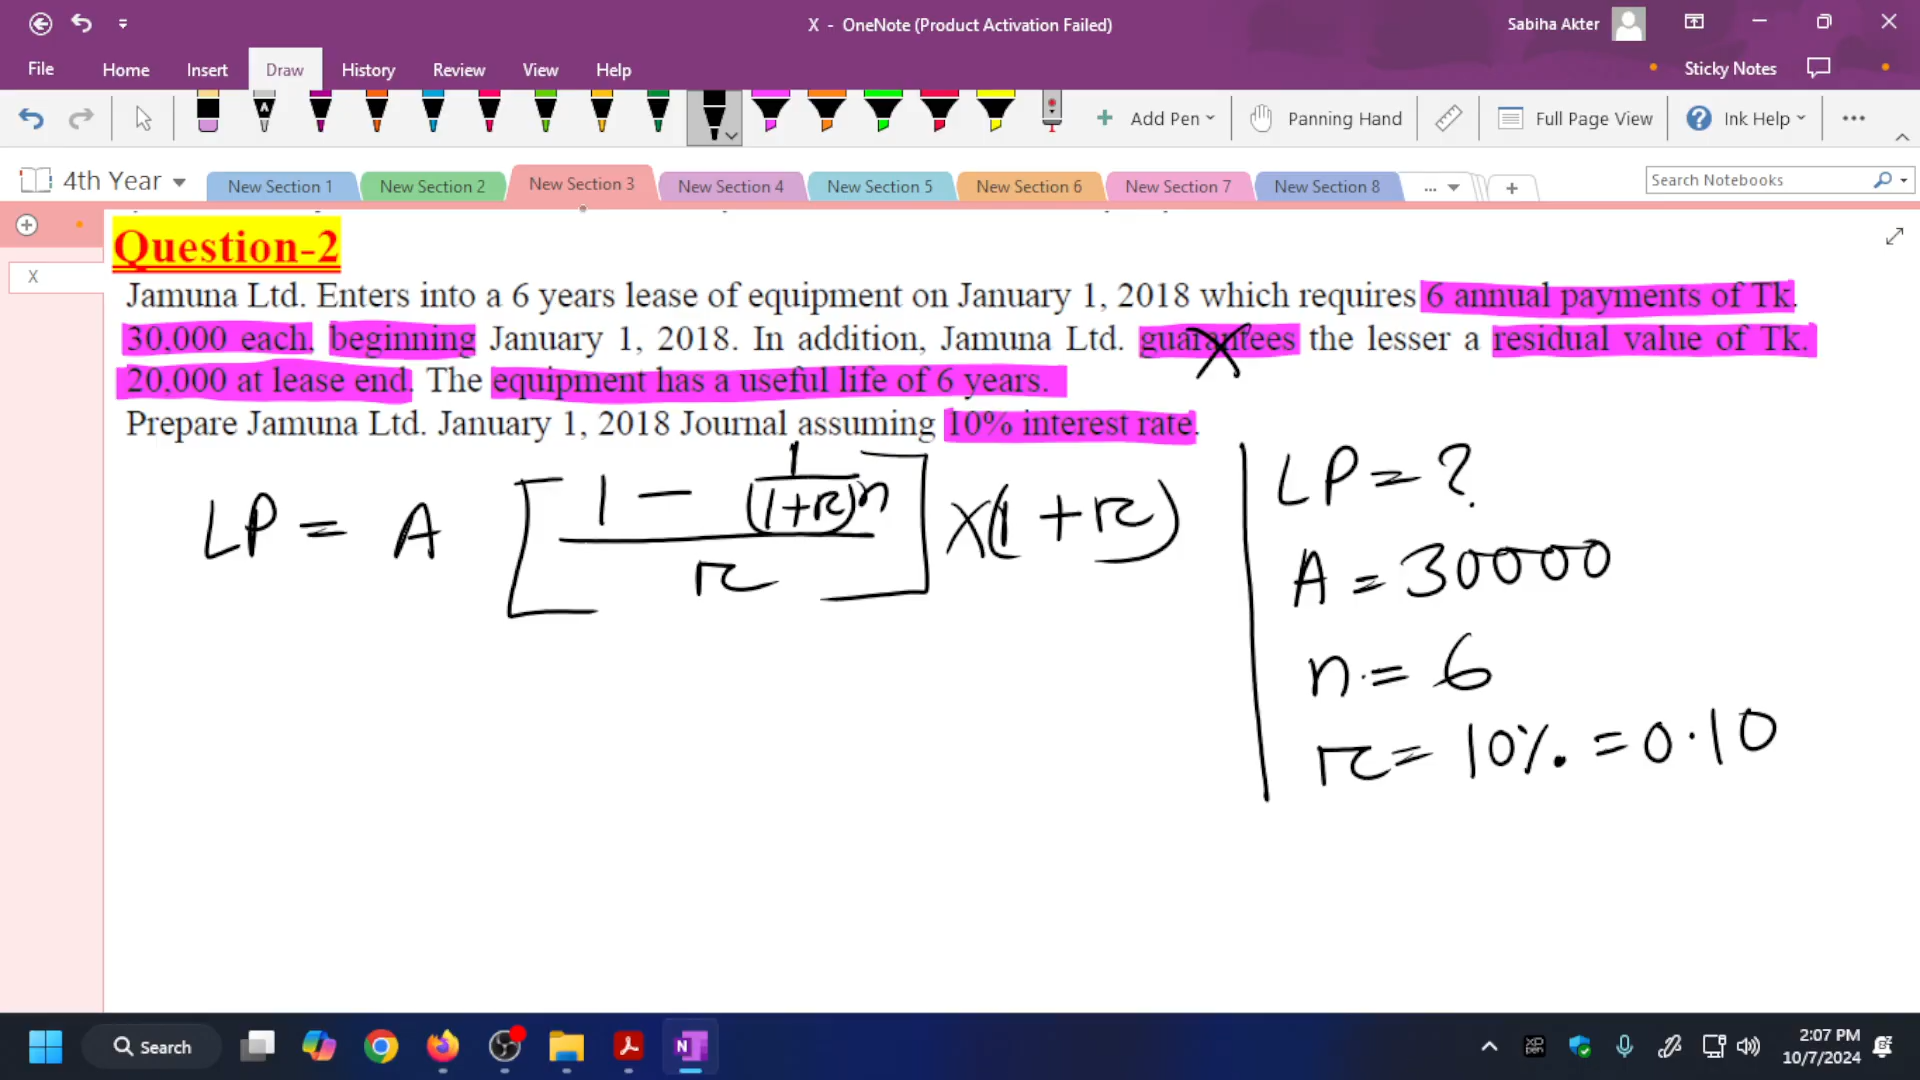 X - OneNote (Product Activation Failed)
Sabiha Akter
File Home Insert Draw History Review View Help
Sticky Notes
Add Pen Panning Hand Full Page View Ink Help
4th Year New Section 1 New Section 2 New Section 3 New Section 4 New Section 5 New Section 6 New Section 7 New Section 8 ...
Search Notebooks
X
Question-2
Jamuna Ltd. Enters into a 6 years lease of equipment on January 1, 2018 which requires 6 annual payments of Tk.
30,000 each, beginning January 1, 2018. In addition, Jamuna Ltd. guarantees the lesser a residual value of Tk.
20,000 at lease end. The equipment has a useful life of 6 years.
Prepare Jamuna Ltd. January 1, 2018 Journal assuming 10% interest rate.
LP = A [ (1 - 1/(1+r)^n) / r ] x (1+r)
LP = ?
A = 30000
n = 6
r = 10% = 0.10
Search
2:07 PM
10/7/2024